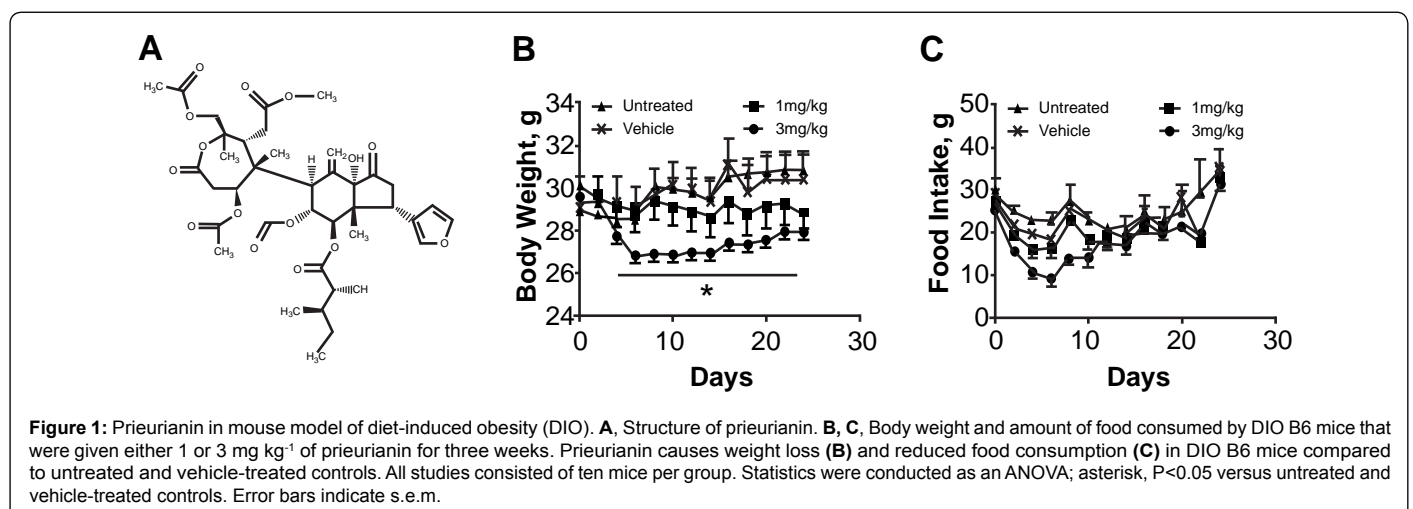 A
B
C
H₃C
O
O
O
O
CH₃
O
CH₃
CH₃
O
O
O
O
CH₃
H
CH₂
OH
O
O
O
CH₃
O
O
O
ICH
H₃C
H₃C
Body Weight, g
34
32
30
28
26
24
Untreated
1mg/kg
Vehicle
3mg/kg
*
0
10
20
30
Days
Food Intake, g
50
40
30
20
10
0
Untreated
1mg/kg
Vehicle
3mg/kg
0
10
20
30
Days
Figure 1: Prieurianin in mouse model of diet-induced obesity (DIO). A, Structure of prieurianin. B, C, Body weight and amount of food consumed by DIO B6 mice that
were given either 1 or 3 mg kg⁻¹ of prieurianin for three weeks. Prieurianin causes weight loss (B) and reduced food consumption (C) in DIO B6 mice compared
to untreated and vehicle-treated controls. All studies consisted of ten mice per group. Statistics were conducted as an ANOVA; asterisk, P<0.05 versus untreated and
vehicle-treated controls. Error bars indicate s.e.m.